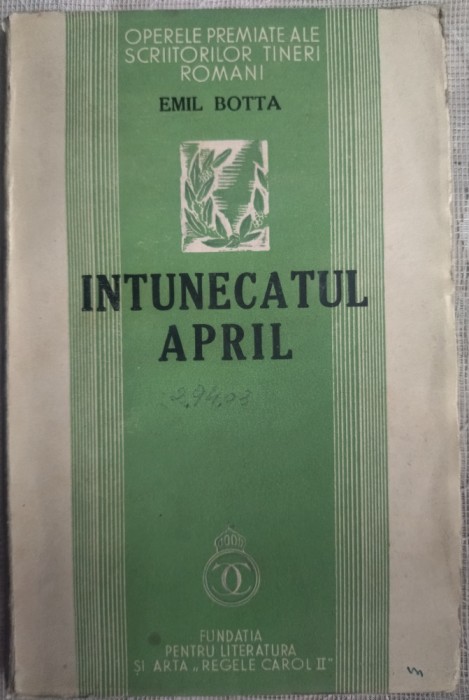 OPERELE PREMIATE ALE
SCRIITORILOR TINERI
ROMANI
EMIL BOTTA
INTUNECATUL
APRIL
FUNDATIA
PENTRU LITERATURA
ȘI ARTA „REGELE CAROL II"